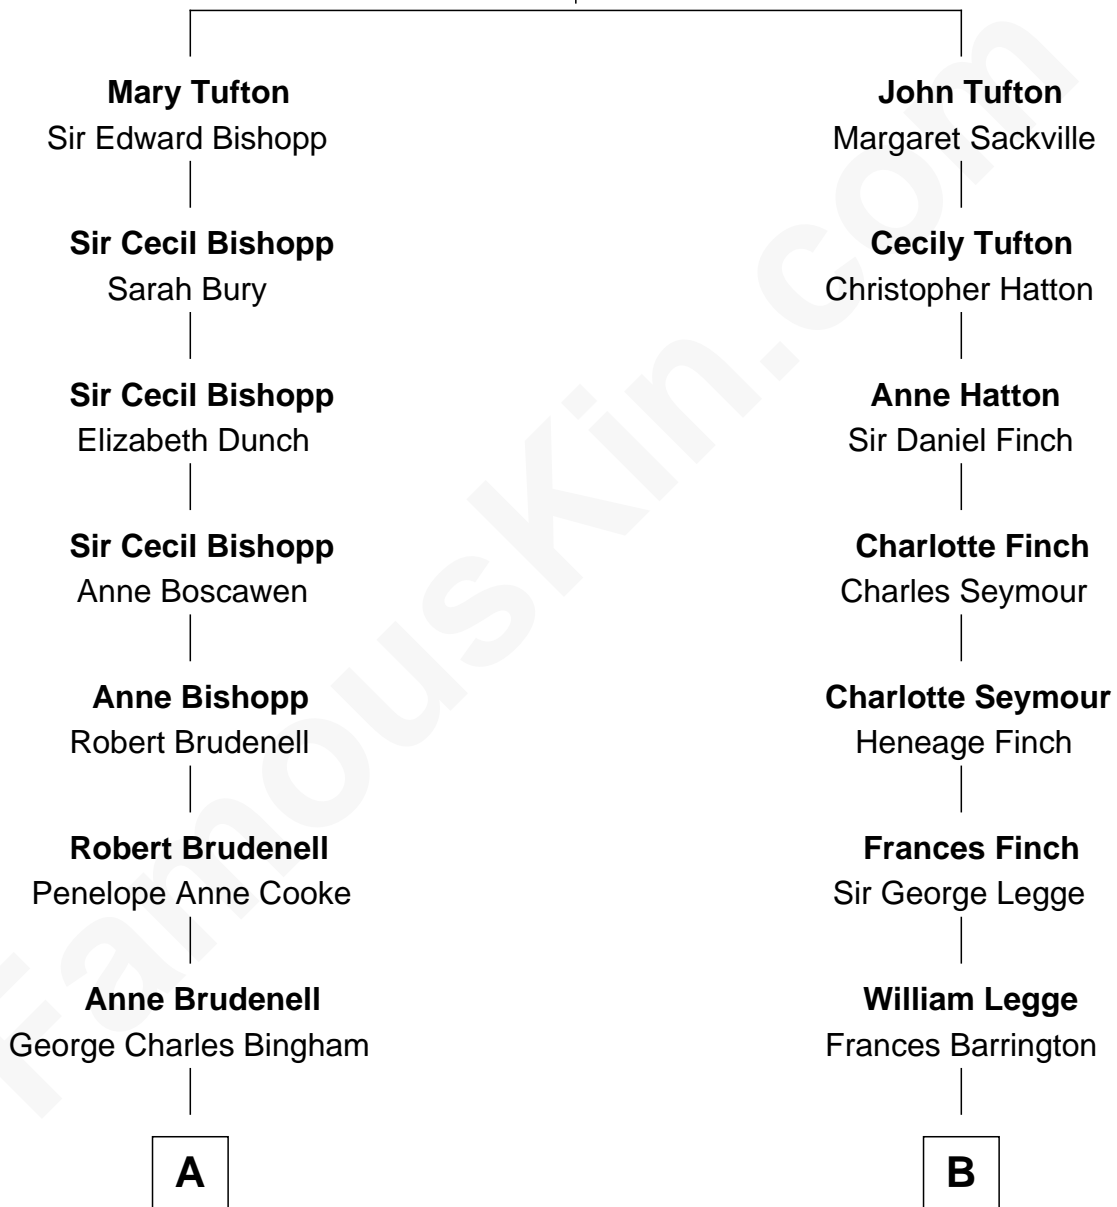 Mary Tufton
Sir Edward Bishopp
Sir Cecil Bishopp
Sarah Bury
Sir Cecil Bishopp
Elizabeth Dunch
Sir Cecil Bishopp
Anne Boscawen
Anne Bishopp
Robert Brudenell
Robert Brudenell
Penelope Anne Cooke
Anne Brudenell
George Charles Bingham
A
John Tufton
Margaret Sackville
Cecily Tufton
Christopher Hatton
Anne Hatton
Sir Daniel Finch
Charlotte Finch
Charles Seymour
Charlotte Seymour
Heneage Finch
Frances Finch
Sir George Legge
William Legge
Frances Barrington
B
FamousKin.com